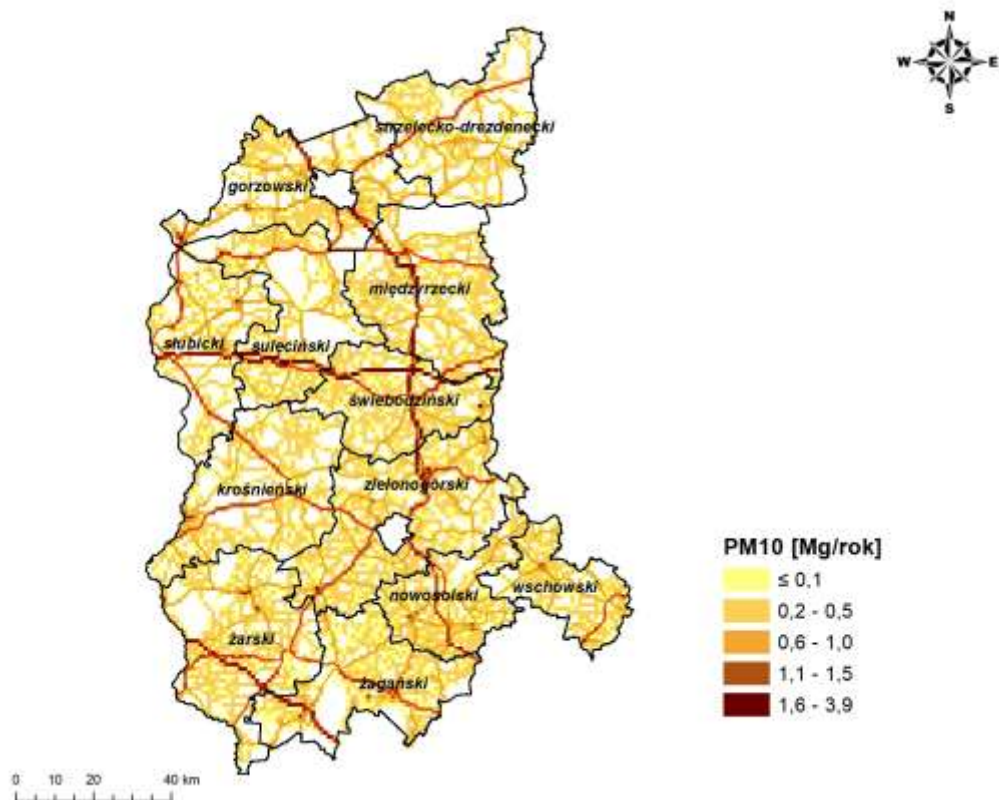 N
W E
S
strzelecko-drezdenecki
gorzowski
międzyrzecki
słubicki
sulęciński
świebodziński
krośnieński
zielonogórski
nowosolski
wschowski
żarski
żagański
PM10 [Mg/rok]
≤ 0,1
0,2 - 0,5
0,6 - 1,0
1,1 - 1,5
1,6 - 3,9
0 10 20 40 km